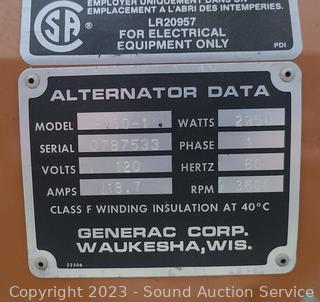 EMPLOYER UNIQUEMENT DANS UN
EMPLACEMENT A L'ABRI DES INTEMPERIES.
LR20957
FOR ELECTRICAL
EQUIPMENT ONLY
PDI
ALTERNATOR DATA
MODEL WATTS
SERIAL 0787533 PHASE 1
VOLTS 120 HERTZ 60
AMPS 18.7 RPM 3600
CLASS F WINDING INSULATION AT 40°C
GENERAC CORP.
WAUKESHA, WIS.
22506
Copyright © 2023 - Sound Auction Service